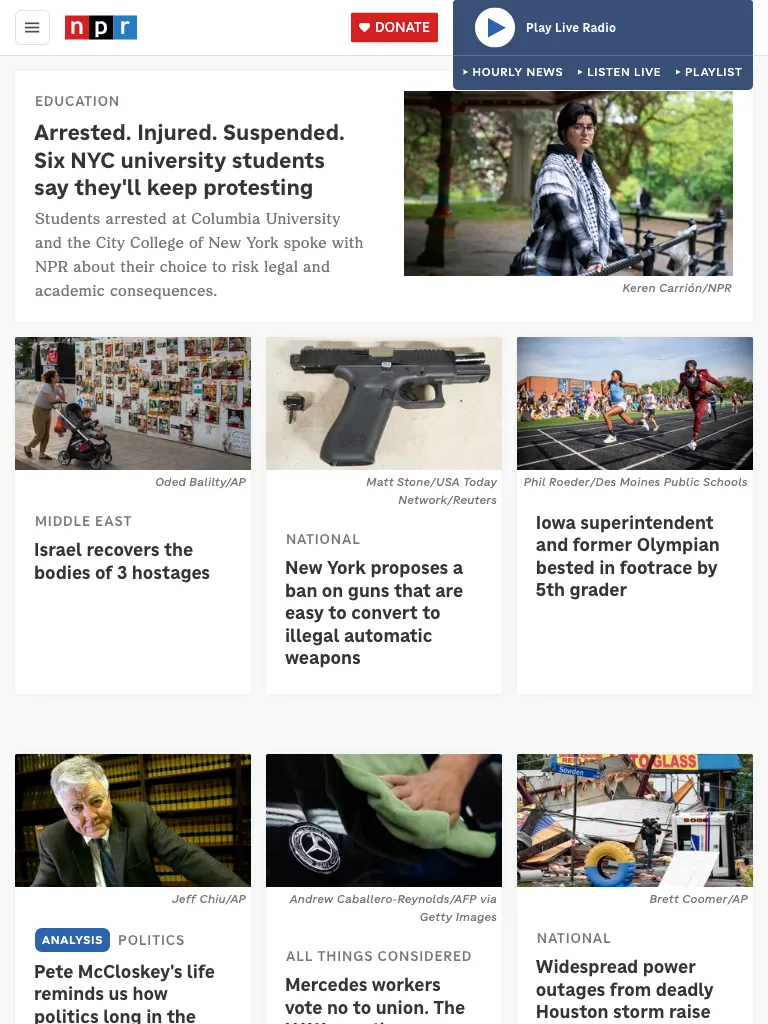 npr
DONATE
Play Live Radio
HOURLY NEWS
LISTEN LIVE
PLAYLIST
EDUCATION
Arrested. Injured. Suspended.
Six NYC university students
say they'll keep protesting
Students arrested at Columbia University
and the City College of New York spoke with
NPR about their choice to risk legal and
academic consequences.
Keren Carrión/NPR
Oded Balilty/AP
MIDDLE EAST
Israel recovers the
bodies of 3 hostages
Matt Stone/USA Today
Network/Reuters
NATIONAL
New York proposes a
ban on guns that are
easy to convert to
illegal automatic
weapons
Phil Roeder/Des Moines Public Schools
Iowa superintendent
and former Olympian
bested in footrace by
5th grader
Jeff Chiu/AP
ANALYSIS POLITICS
Pete McCloskey's life
reminds us how
politics long in the
Andrew Caballero-Reynolds/AFP via
Getty Images
ALL THINGS CONSIDERED
Mercedes workers
vote no to union. The
TO GLASS
Sowden
Brett Coomer/AP
NATIONAL
Widespread power
outages from deadly
Houston storm raise